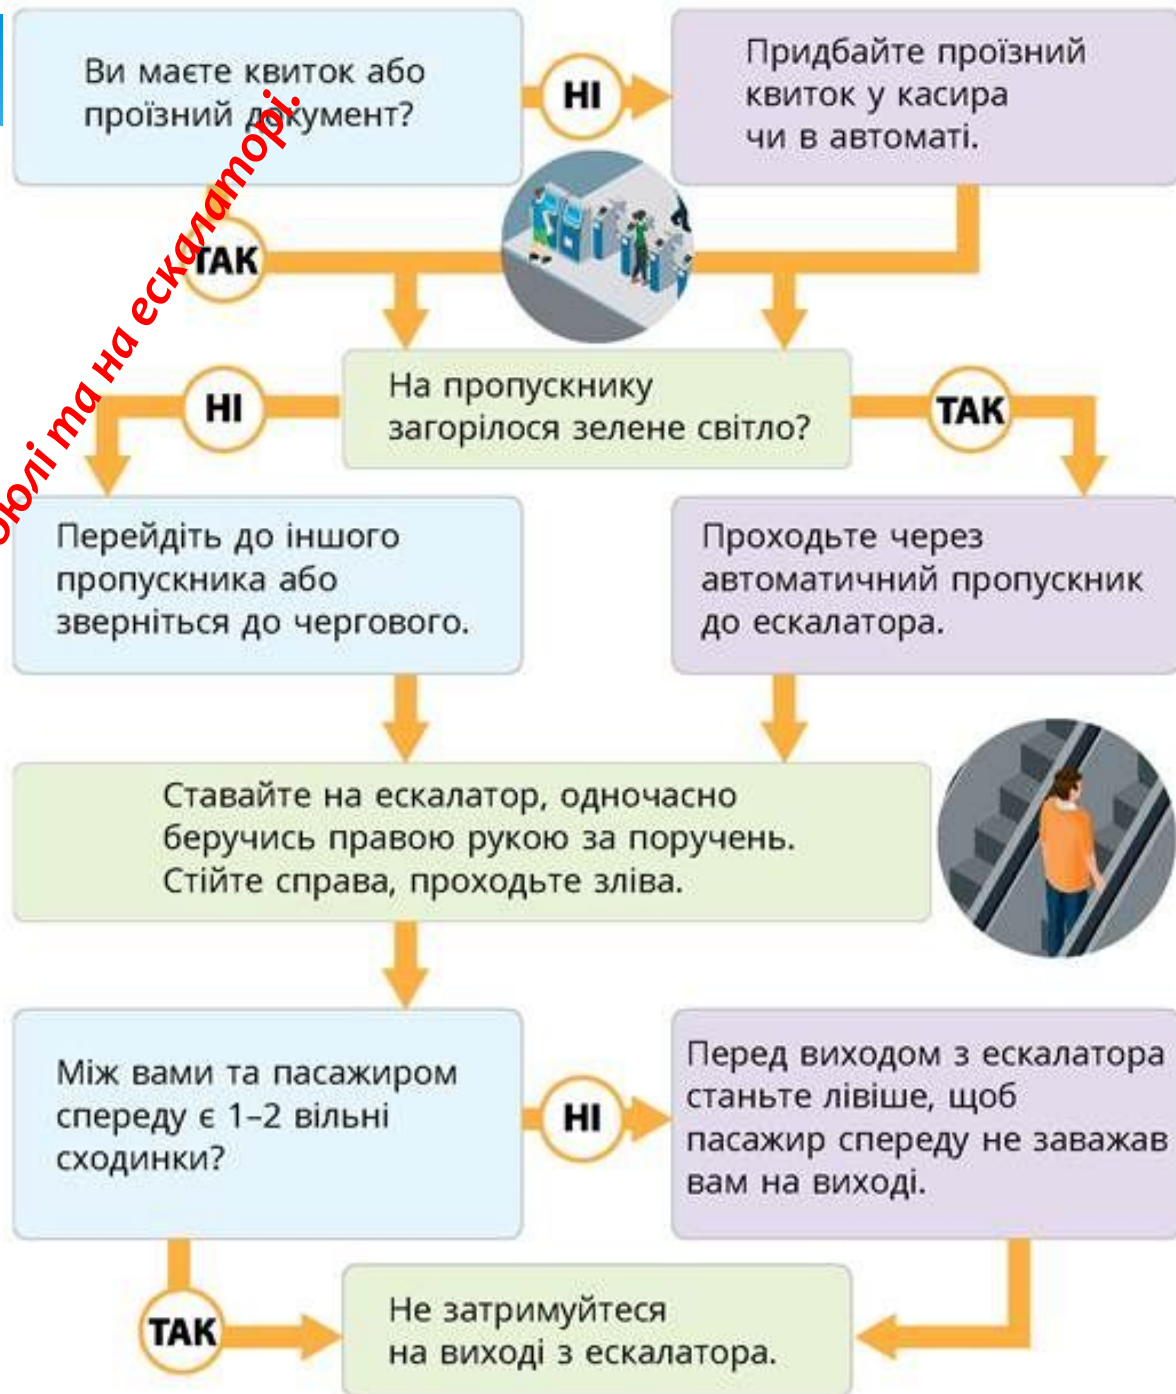 Ви маєте квиток або
проїзний документ?
НІ
Придбайте проїзний
квиток у касира
чи в автоматі.
ТАК
та на ескалаторі.
На пропускнику
загорілося зелене світло?
НІ
ТАК
Перейдіть до іншого
пропускника або
зверніться до чергового.
Проходьте через
автоматичний пропускник
до ескалатора.
Ставайте на ескалатор, одночасно
беручись правою рукою за поручень.
Стійте справа, проходьте зліва.
Між вами та пасажиром
спереду є 1–2 вільні
сходинки?
НІ
Перед виходом з ескалатора
станьте лівіше, щоб
пасажир спереду не заважав
вам на виході.
ТАК
Не затримуйтеся
на виході з ескалатора.